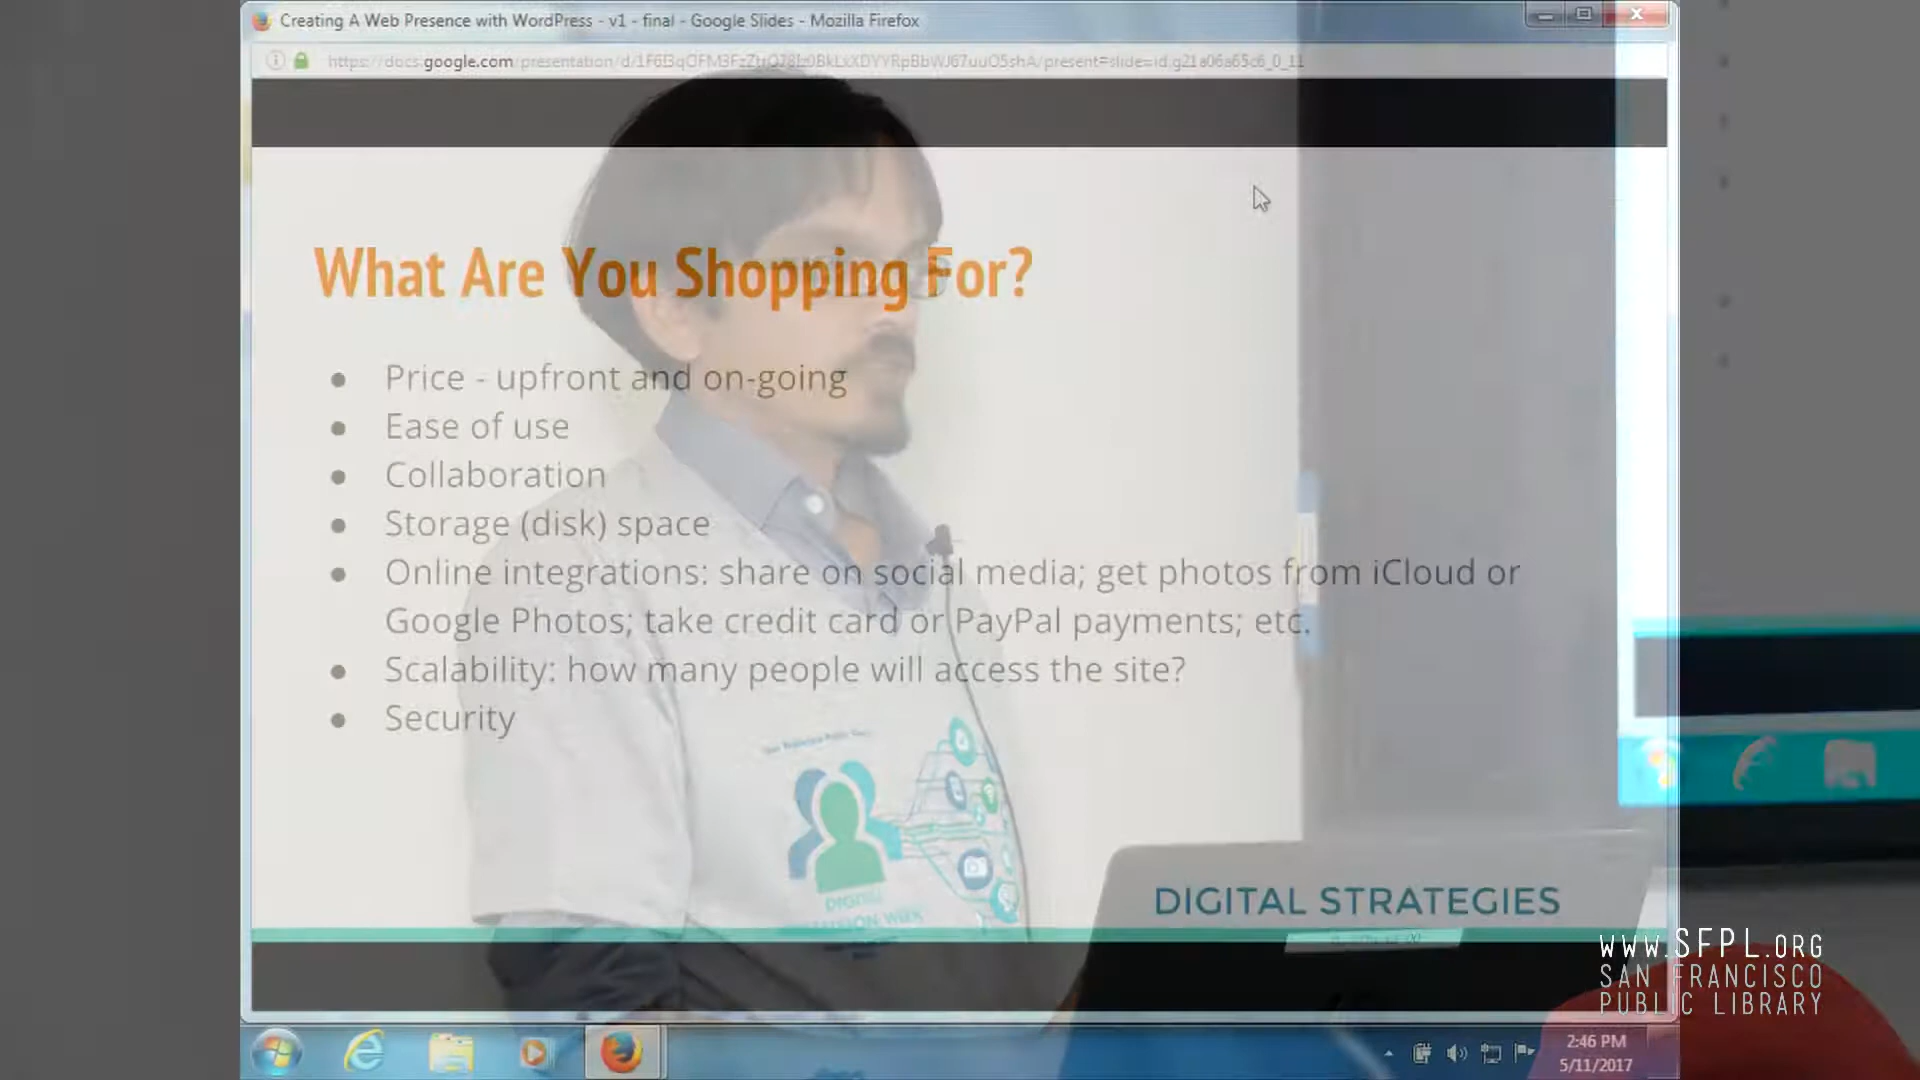 Creating A Web Presence with WordPress - v1 - final - Google Slides - Mozilla Firefox
What Are You Shopping For?
Price - upfront and on-going
Ease of use
Collaboration
Storage (disk) space
Online integrations: share on social media; get photos from iCloud or
Google Photos; take credit card or PayPal payments; etc.
Scalability: how many people will access the site?
Security
DIGITAL
DIGITAL STRATEGIES
WWW.SFPL.ORG
SAN FRANCISCO
PUBLIC LIBRARY
2:46 PM
5/11/2017